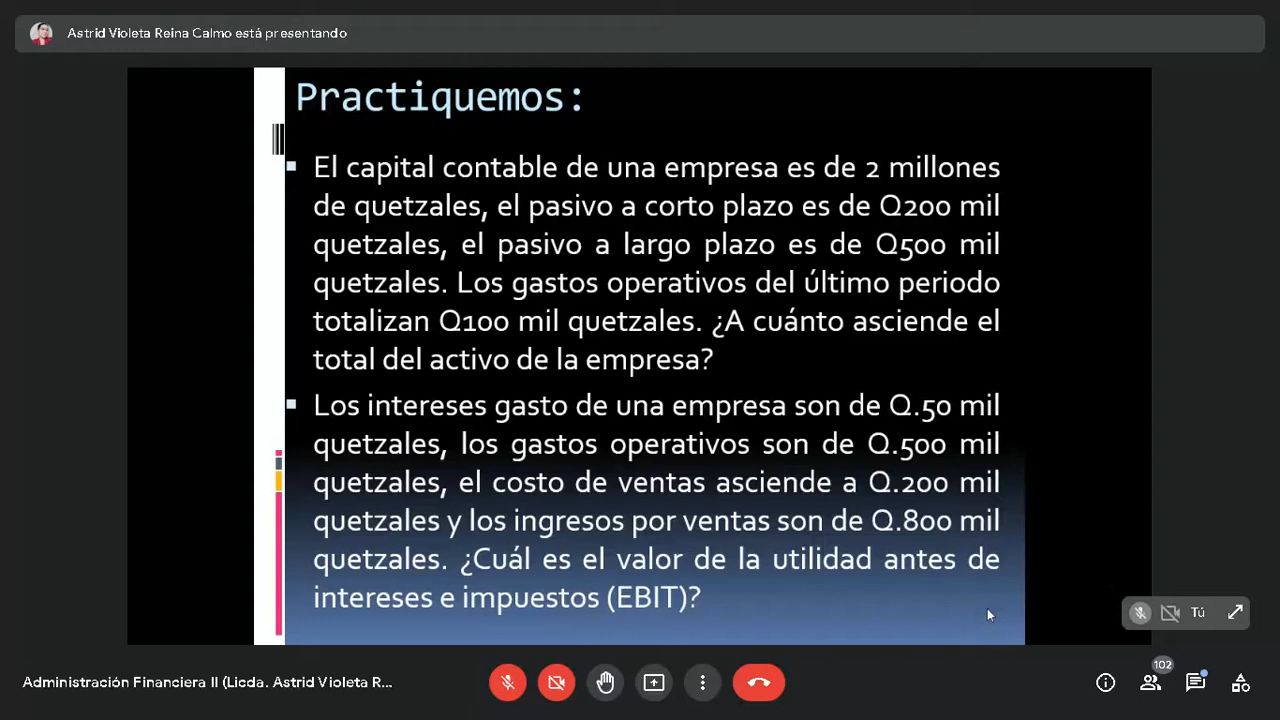 Astrid Violeta Reina Calmo está presentando
Practiquemos:
▪ El capital contable de una empresa es de 2 millones
de quetzales, el pasivo a corto plazo es de Q200 mil
quetzales, el pasivo a largo plazo es de Q500 mil
quetzales. Los gastos operativos del último periodo
totalizan Q100 mil quetzales. ¿A cuánto asciende el
total del activo de la empresa?
▪ Los intereses gasto de una empresa son de Q.50 mil
quetzales, los gastos operativos son de Q.500 mil
quetzales, el costo de ventas asciende a Q.200 mil
quetzales y los ingresos por ventas son de Q.800 mil
quetzales. ¿Cuál es el valor de la utilidad antes de
intereses e impuestos (EBIT)?
Tú
Administración Financiera II (Licda. Astrid Violeta R...
102